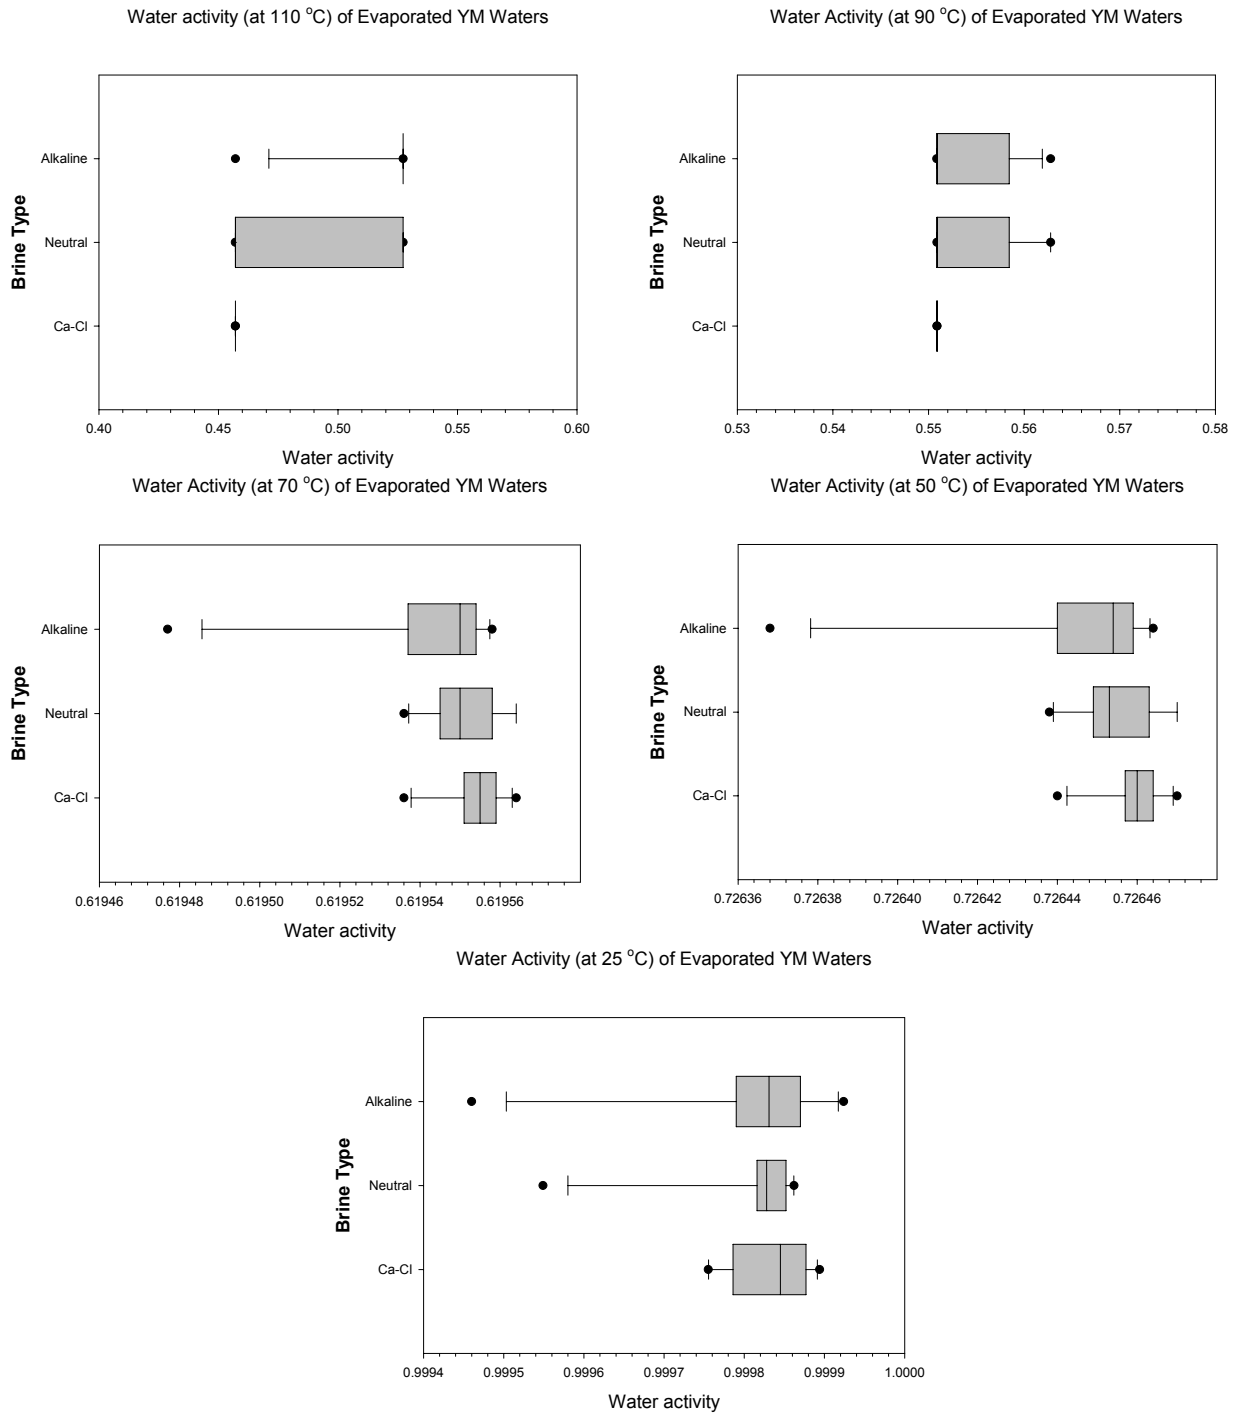 Water activity (at 110 °C) of Evaporated YM Waters
Brine Type
Alkaline
Neutral
Ca-Cl
0.40 0.45 0.50 0.55 0.60
Water activity
Water Activity (at 90 °C) of Evaporated YM Waters
Brine Type
Alkaline
Neutral
Ca-Cl
0.53 0.54 0.55 0.56 0.57 0.58
Water activity
Water Activity (at 70 °C) of Evaporated YM Waters
Brine Type
Alkaline
Neutral
Ca-Cl
0.61946 0.61948 0.61950 0.61952 0.61954 0.61956
Water activity
Water Activity (at 50 °C) of Evaporated YM Waters
Brine Type
Alkaline
Neutral
Ca-Cl
0.72636 0.72638 0.72640 0.72642 0.72644 0.72646
Water activity
Water Activity (at 25 °C) of Evaporated YM Waters
Brine Type
Alkaline
Neutral
Ca-Cl
0.9994 0.9995 0.9996 0.9997 0.9998 0.9999 1.0000
Water activity